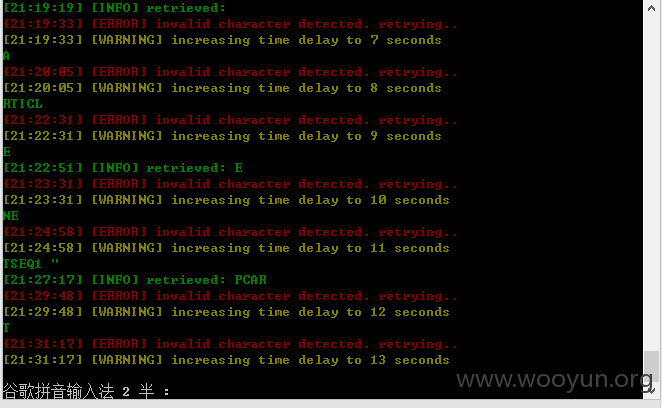 [21:19:19] [INFO] retrieved:
[21:19:33] [ERROR] invalid character detected. retrying..
[21:19:33] [WARNING] increasing time delay to 7 seconds
A
[21:20:05] [ERROR] invalid character detected. retrying..
[21:20:05] [WARNING] increasing time delay to 8 seconds
RTICL
[21:22:31] [ERROR] invalid character detected. retrying..
[21:22:31] [WARNING] increasing time delay to 9 seconds
E
[21:22:51] [INFO] retrieved: E
[21:23:31] [ERROR] invalid character detected. retrying..
[21:23:31] [WARNING] increasing time delay to 10 seconds
NE
[21:24:58] [ERROR] invalid character detected. retrying..
[21:24:58] [WARNING] increasing time delay to 11 seconds
TSEQ1 "
[21:27:17] [INFO] retrieved: PCAR
[21:29:48] [ERROR] invalid character detected. retrying..
[21:29:48] [WARNING] increasing time delay to 12 seconds
T
[21:31:17] [ERROR] invalid character detected. retrying..
[21:31:17] [WARNING] increasing time delay to 13 seconds
www.wooyun.org
谷歌拼音输入法 2 半 :